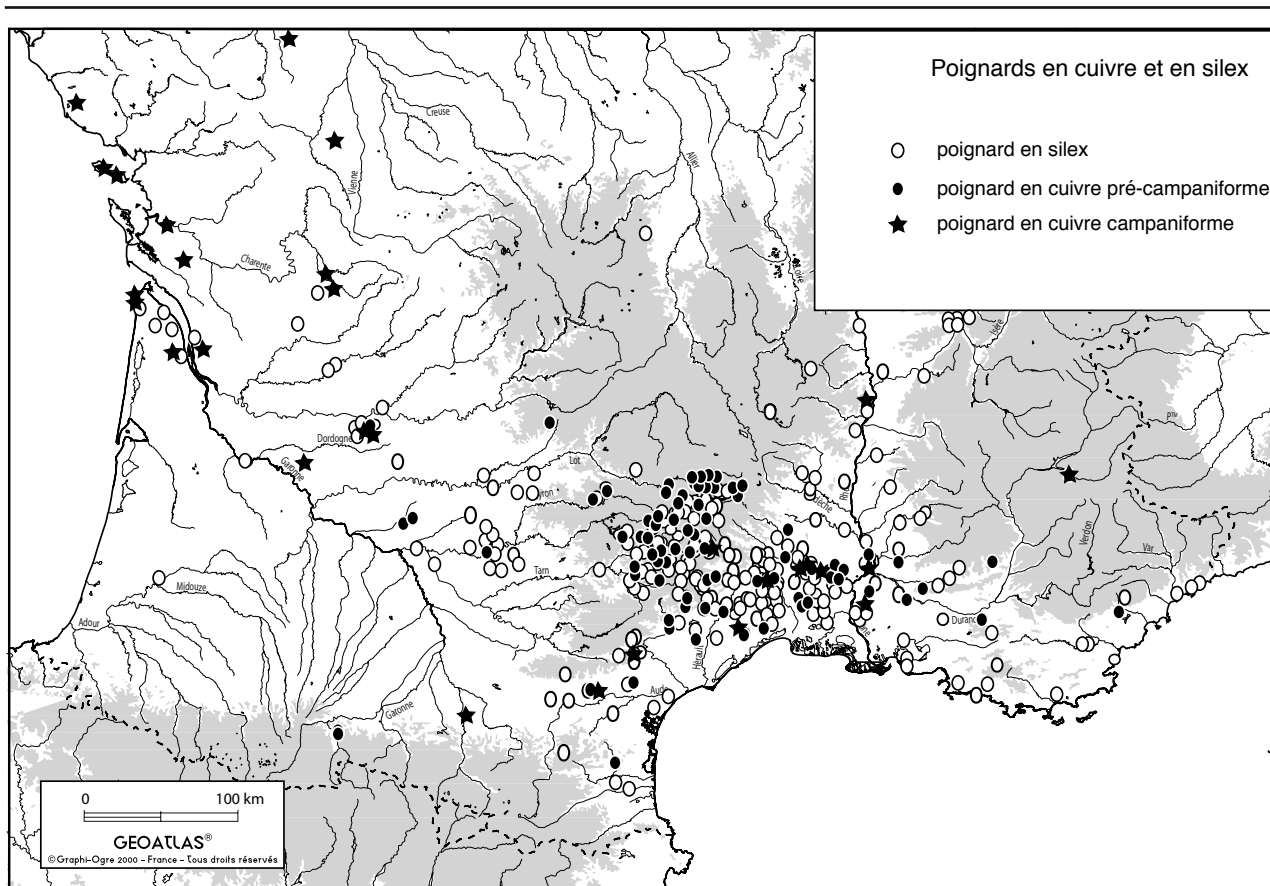 Poignards en cuivre et en silex
poignard en silex
poignard en cuivre pré-campaniforme
poignard en cuivre campaniforme
Creuse
Allier
Vienne
Charente
Loire
Isère
Dordogne
Garonne
Lot
Verdon
Var
Tarn
Midouze
Adour
Durance
Hérault
Aude
Garonne
0 100 km
GEOATLAS®
© Graphi-Ogre 2000 - France - Tous droits réservés